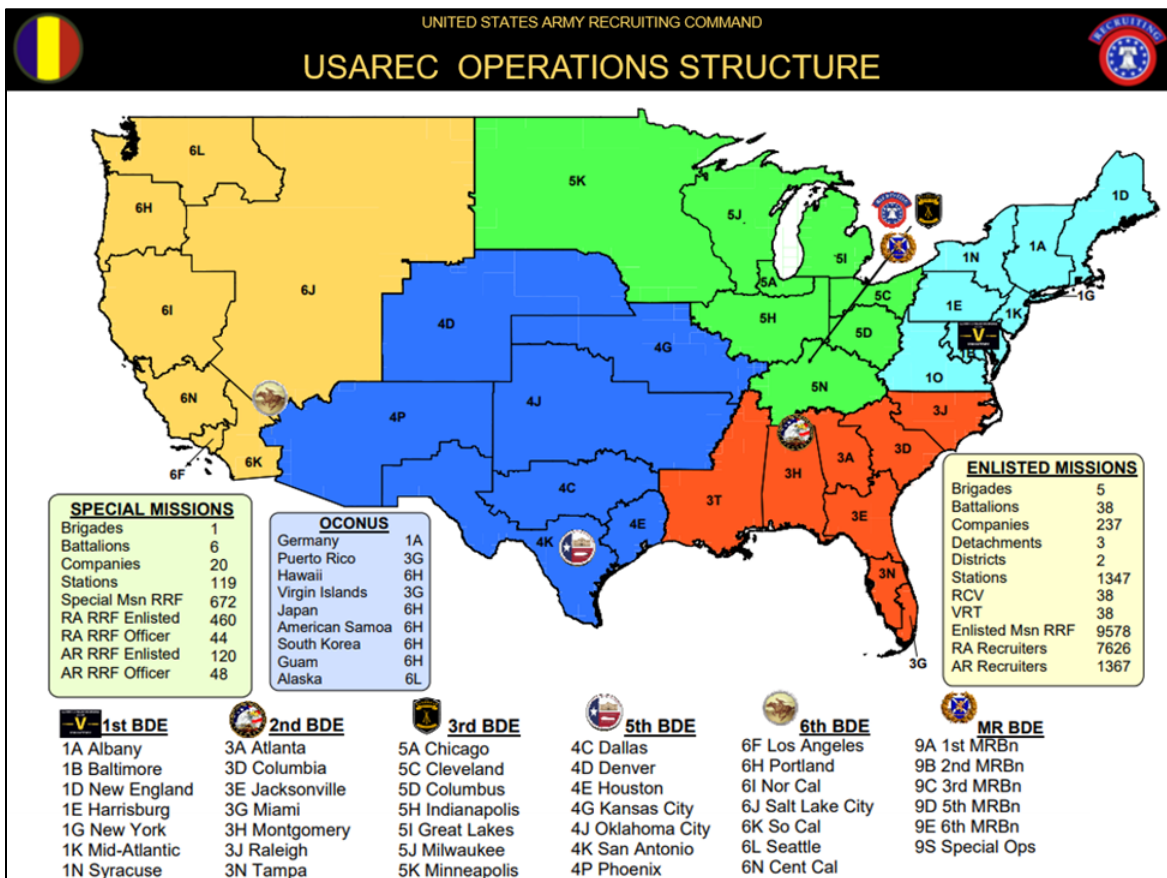 UNITED STATES ARMY RECRUITING COMMAND
USAREC OPERATIONS STRUCTURE
RECRUITING
6L
6H
6I
6J
6N
6F
6K
5K
5J
5I
5A
5H
5C
5D
5N
1D
1A
1N
1G
1E
1K
V
1B
1O
4D
4G
4P
4J
4C
4E
4K
3J
3D
3A
3H
3T
3E
3N
3G
SPECIAL MISSIONS
Brigades 1
Battalions 6
Companies 20
Stations 119
Special Msn RRF 672
RA RRF Enlisted 460
RA RRF Officer 44
AR RRF Enlisted 120
AR RRF Officer 48
OCONUS
Germany 1A
Puerto Rico 3G
Hawaii 6H
Virgin Islands 3G
Japan 6H
American Samoa 6H
South Korea 6H
Guam 6H
Alaska 6L
ENLISTED MISSIONS
Brigades 5
Battalions 38
Companies 237
Detachments 3
Districts 2
Stations 1347
RCV 38
VRT 38
Enlisted Msn RRF 9578
RA Recruiters 7626
AR Recruiters 1367
V
1st BDE
1A Albany
1B Baltimore
1D New England
1E Harrisburg
1G New York
1K Mid-Atlantic
1N Syracuse
2nd BDE
3A Atlanta
3D Columbia
3E Jacksonville
3G Miami
3H Montgomery
3J Raleigh
3N Tampa
3rd BDE
5A Chicago
5C Cleveland
5D Columbus
5H Indianapolis
5I Great Lakes
5J Milwaukee
5K Minneapolis
5th BDE
4C Dallas
4D Denver
4E Houston
4G Kansas City
4J Oklahoma City
4K San Antonio
4P Phoenix
6th BDE
6F Los Angeles
6H Portland
6I Nor Cal
6J Salt Lake City
6K So Cal
6L Seattle
6N Cent Cal
MR BDE
9A 1st MRBn
9B 2nd MRBn
9C 3rd MRBn
9D 5th MRBn
9E 6th MRBn
9S Special Ops